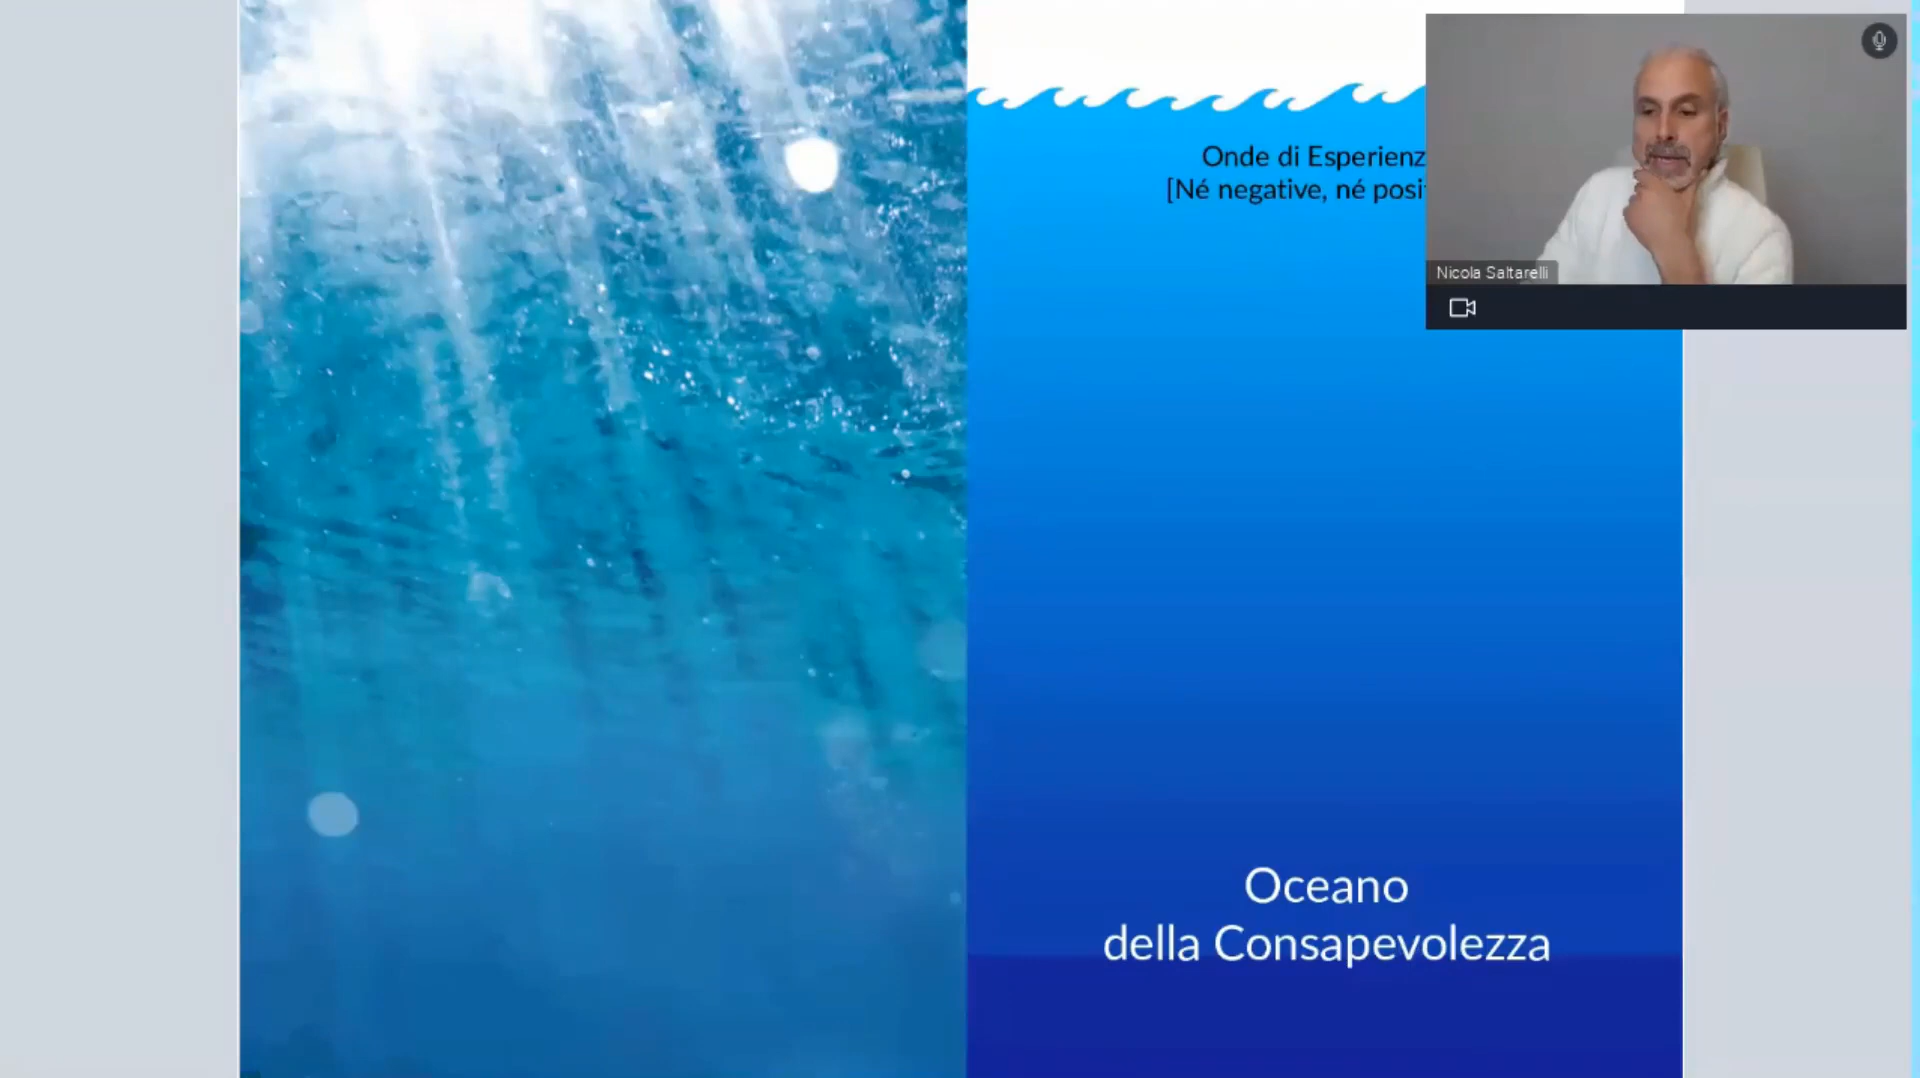 Onde di Esperienz
[Né negative, né posi
Nicola Saltarelli
Oceano
della Consapevolezza